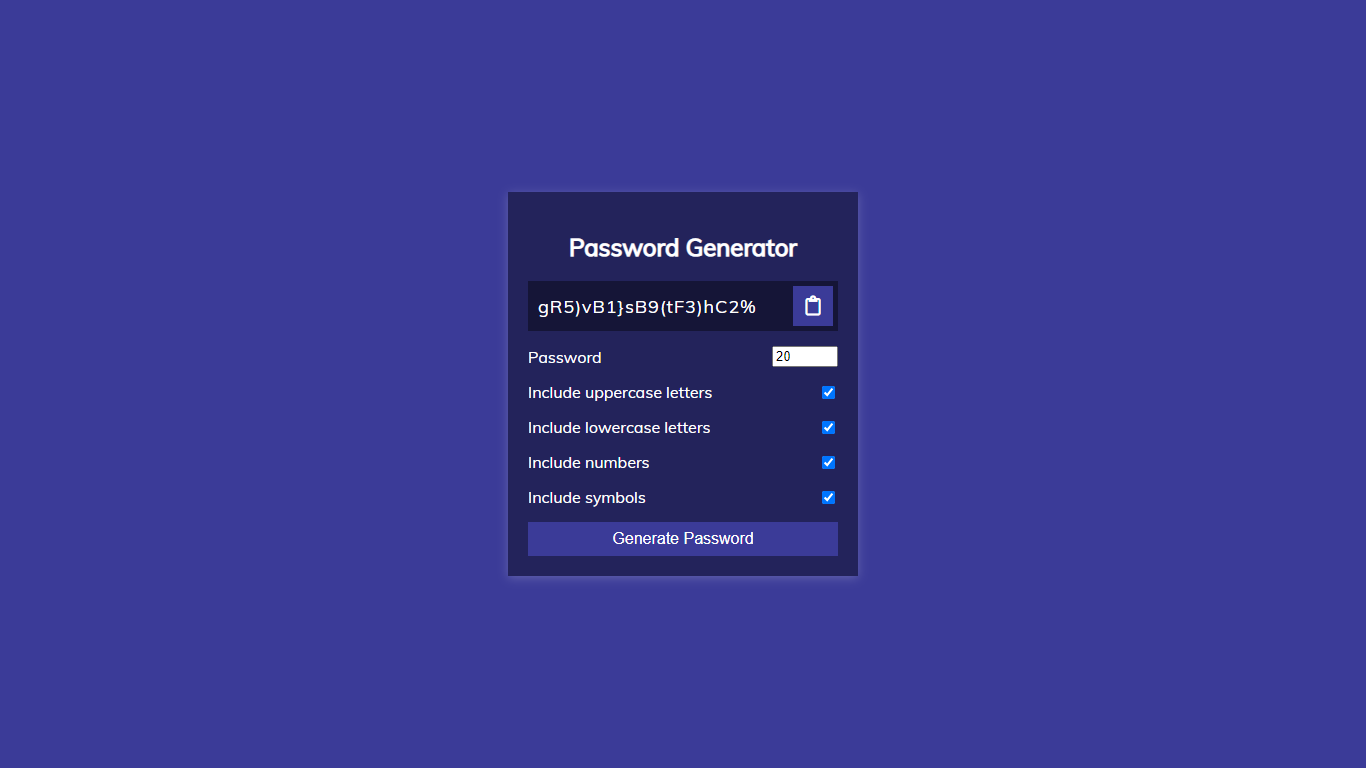 Password Generator
gR5)vB1}sB9(tF3)hC2%
Password 20
Include uppercase letters
Include lowercase letters
Include numbers
Include symbols
Generate Password